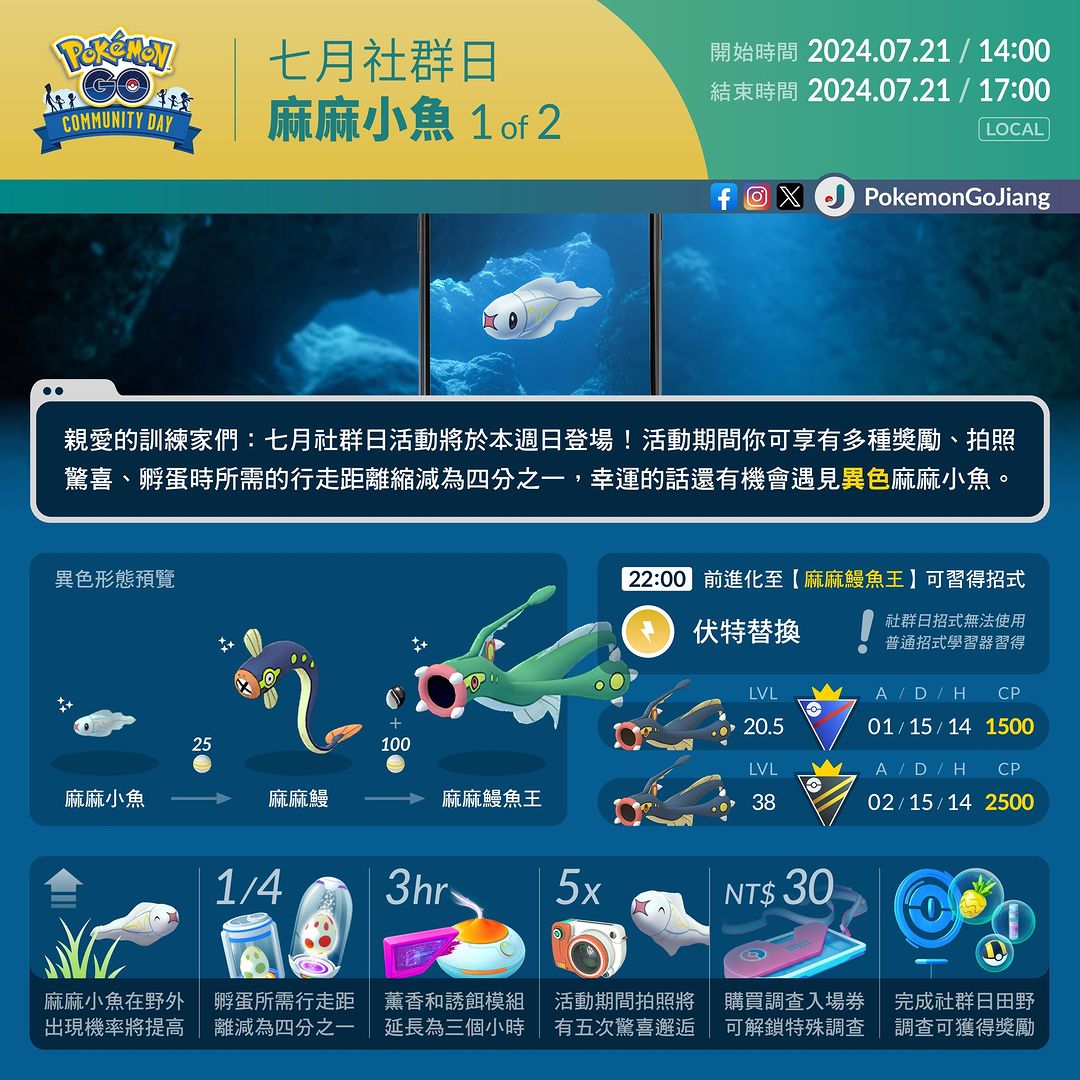 Pokémon
GO
COMMUNITY DAY
七月社群日
麻麻小魚 1 of 2
開始時間 2024.07.21 / 14:00
結束時間 2024.07.21 / 17:00
LOCAL
PokemonGoJiang
親愛的訓練家們：七月社群日活動將於本週日登場！活動期間你可享有多種獎勵、拍照
驚喜、孵蛋時所需的行走距離縮減為四分之一，幸運的話還有機會遇見異色麻麻小魚。
異色形態預覽
25
+
100
麻麻小魚
麻麻鰻
麻麻鰻魚王
22:00 前進化至【麻麻鰻魚王】可習得招式
伏特替換
社群日招式無法使用
普通招式學習器習得
LVL A / D / H CP
20.5 01 / 15 / 14 1500
LVL A / D / H CP
38 02 / 15 / 14 2500
麻麻小魚在野外
出現機率將提高
1/4
孵蛋所需行走距
離減為四分之一
3hr
薰香和誘餌模組
延長為三個小時
5x
活動期間拍照將
有五次驚喜邂逅
NT$ 30
購買調查入場券
可解鎖特殊調查
完成社群日田野
調查可獲得獎勵